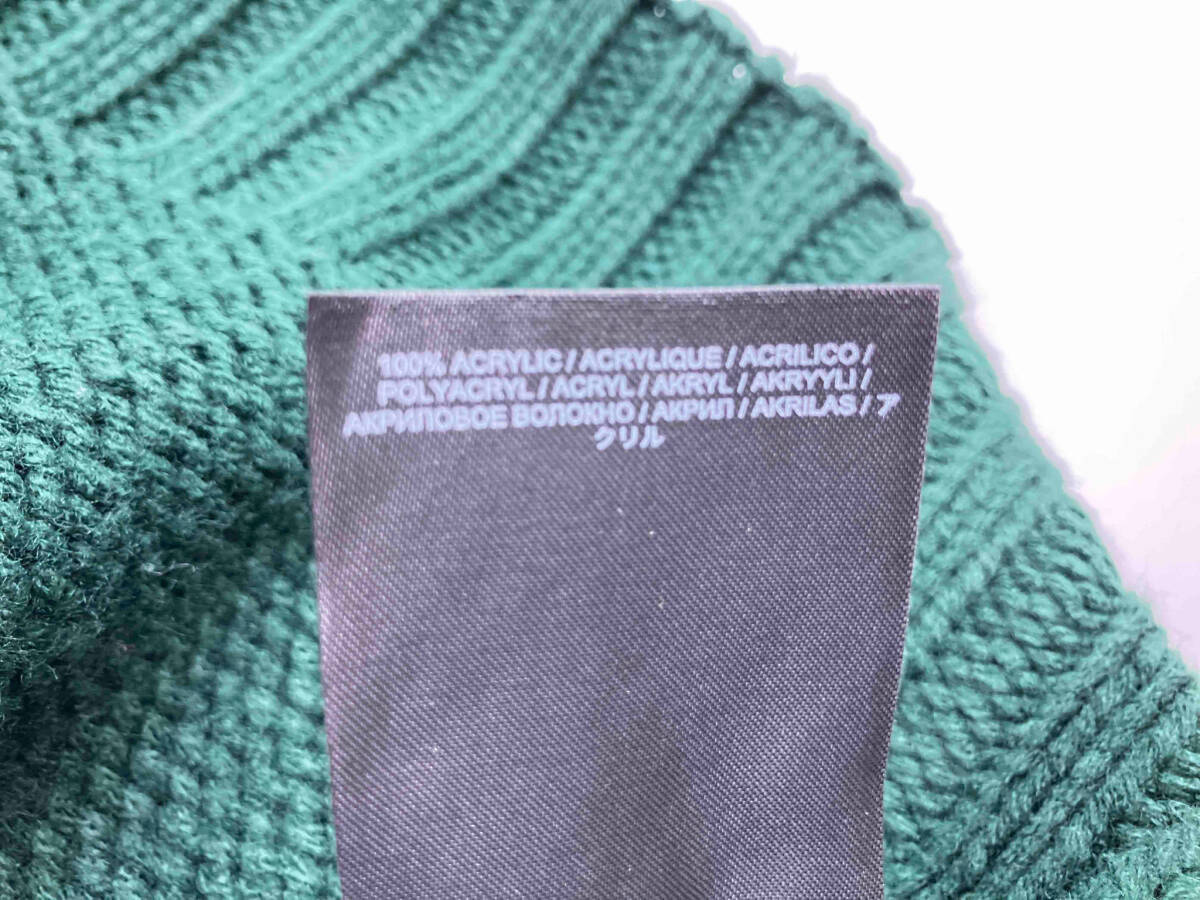 100% ACRYLIC / ACRYLIQUE / ACRILICO /
POLYACRYL / ACRYL / AKRYL / AKRYYLI /
АКРИЛОВОЕ ВОЛОКНО / АКРИЛ / AKRILAS / ア
クリル